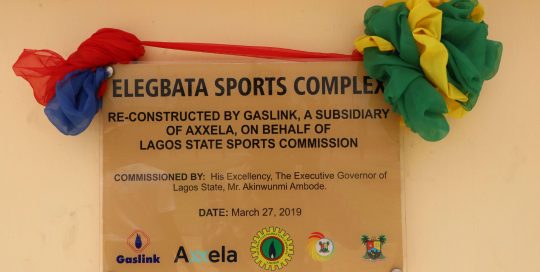 ELEGBATA SPORTS COMPLEX
RE-CONSTRUCTED BY GASLINK, A SUBSIDIARY
OF AXXELA, ON BEHALF OF
LAGOS STATE SPORTS COMMISSION
COMMISSIONED BY: His Excellency, The Executive Governor of
Lagos State, Mr. Akinwunmi Ambode.
DATE: March 27, 2019
Gaslink Axxela